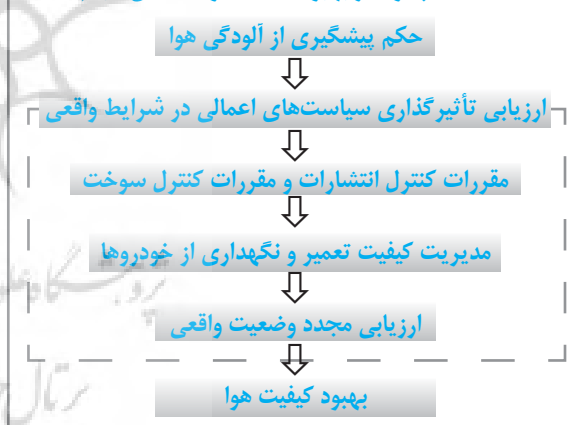 حکم پیشگیری از آلودگی هوا
ارزیابی تأثیرگذاری سیاست‌های اعمالی در شرایط واقعی
مقررات کنترل انتشارات و مقررات کنترل سوخت
مدیریت کیفیت تعمیر و نگهداری از خودروها
ارزیابی مجدد وضعیت واقعی
بهبود کیفیت هوا